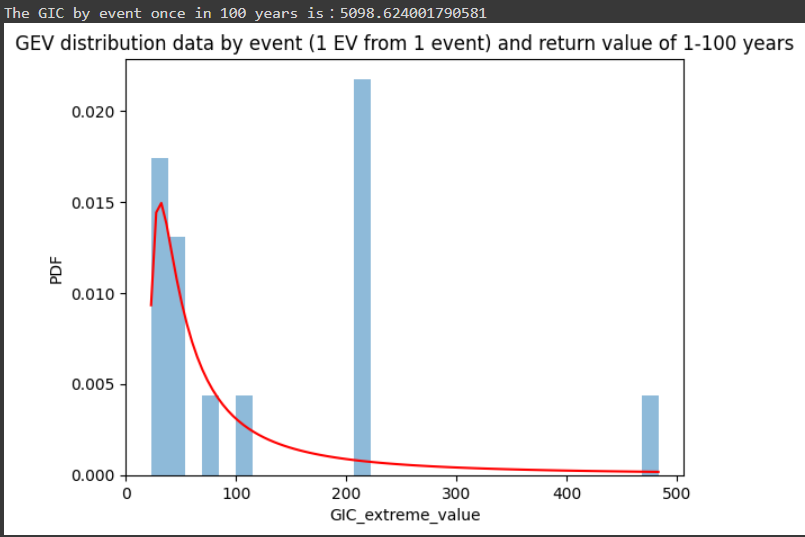 The GIC by event once in 100 years is：5098.624001790581
GEV distribution data by event (1 EV from 1 event) and return value of 1-100 years
0.020
0.015
0.010
0.005
0.000
PDF
0 100 200 300 400 500
GIC_extreme_value